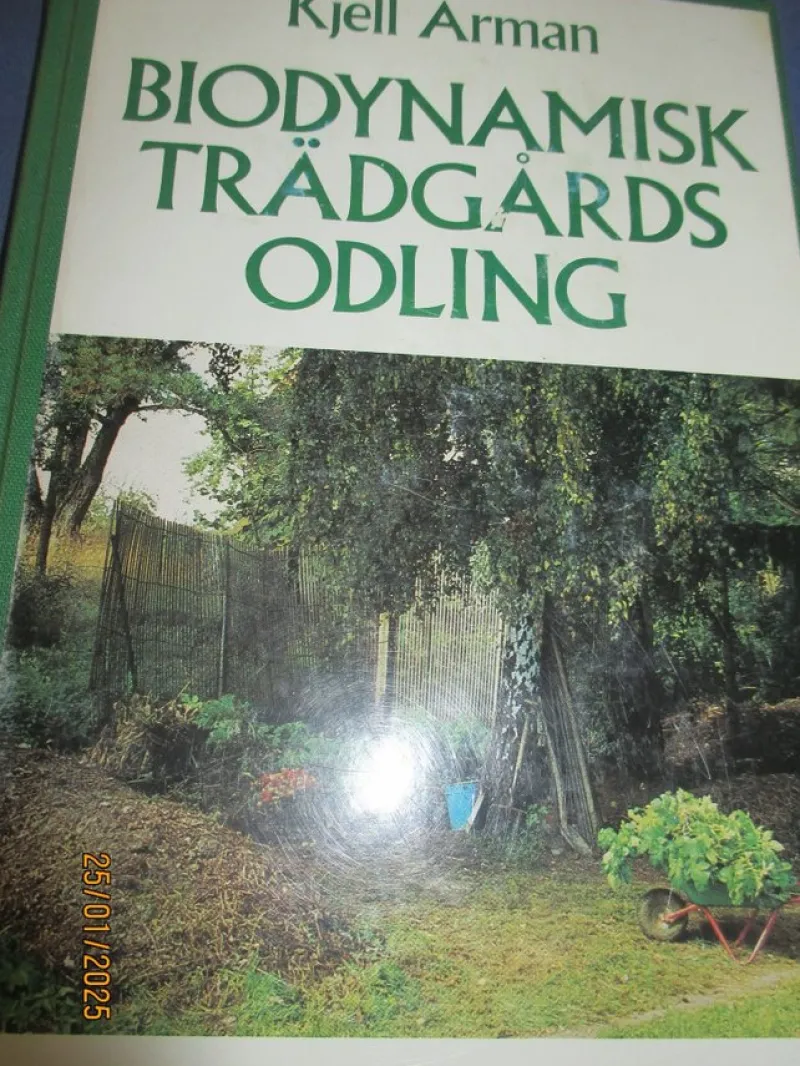 Kjell Arman
BIODYNAMISK
TRÄDGÅRDS
ODLING
25/01/2025